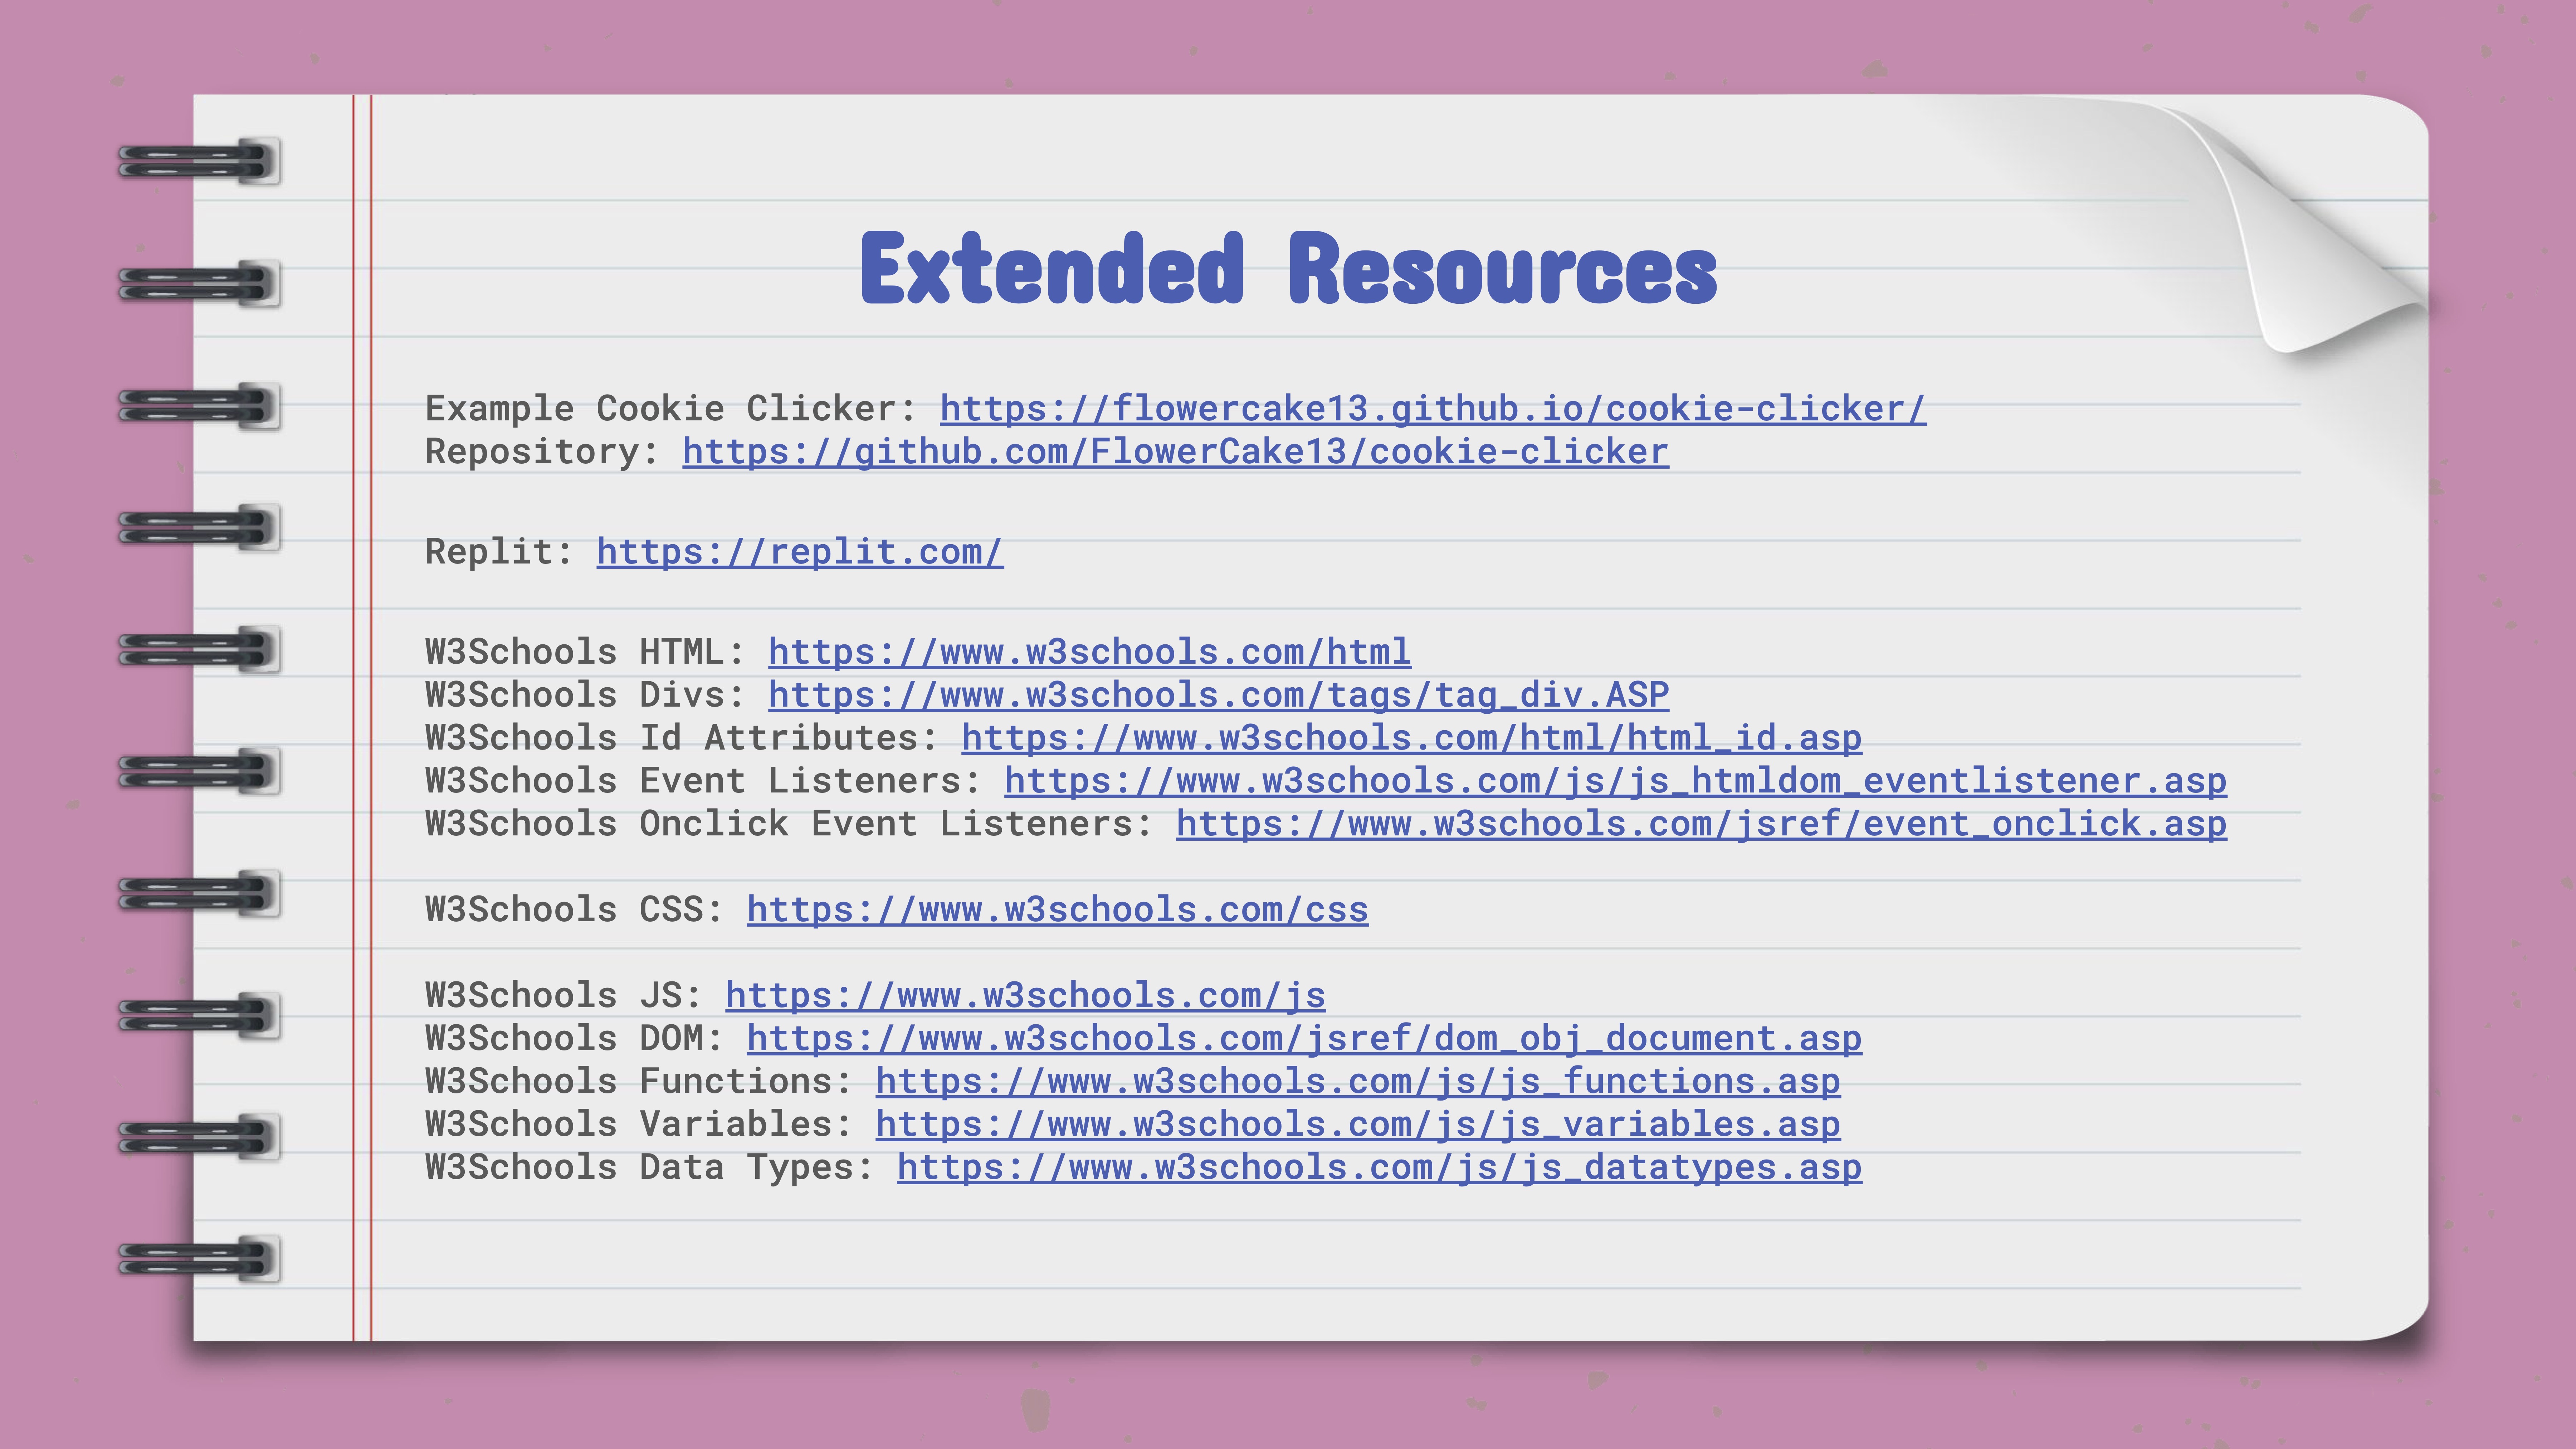 Extended Resources
Example Cookie Clicker: https://flowercake13.github.io/cookie-clicker/
Repository: https://github.com/FlowerCake13/cookie-clicker
Replit: https://replit.com/
W3Schools HTML: https://www.w3schools.com/html
W3Schools Divs: https://www.w3schools.com/tags/tag_div.ASP
W3Schools Id Attributes: https://www.w3schools.com/html/html_id.asp
W3Schools Event Listeners: https://www.w3schools.com/js/js_htmldom_eventlistener.asp
W3Schools Onclick Event Listeners: https://www.w3schools.com/jsref/event_onclick.asp
W3Schools CSS: https://www.w3schools.com/css
W3Schools JS: https://www.w3schools.com/js
W3Schools DOM: https://www.w3schools.com/jsref/dom_obj_document.asp
W3Schools Functions: https://www.w3schools.com/js/js_functions.asp
W3Schools Variables: https://www.w3schools.com/js/js_variables.asp
W3Schools Data Types: https://www.w3schools.com/js/js_datatypes.asp